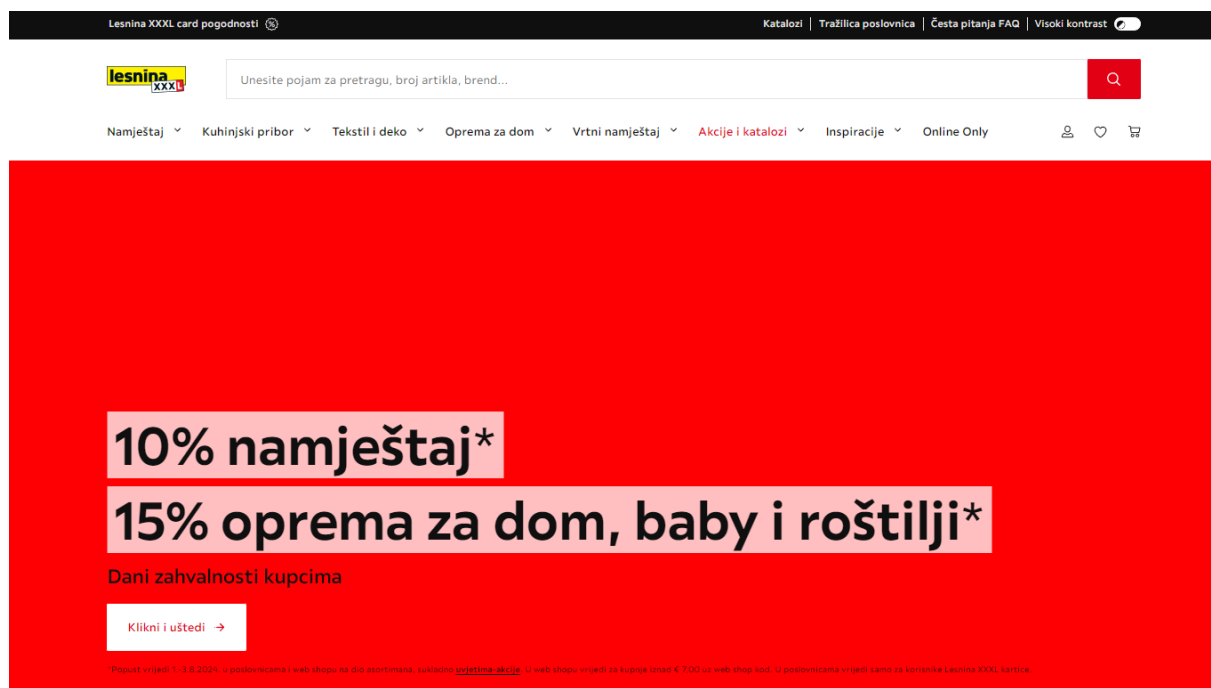 Lesnina XXXL card pogodnosti
Katalozi | Tražilica poslovnica | Česta pitanja FAQ | Visoki kontrast
lesnina
XXXL
Unesite pojam za pretragu, broj artikla, brend...
Namještaj Kuhinjski pribor Tekstil i deko Oprema za dom Vrtni namještaj Akcije i katalozi Inspiracije Online Only
10% namještaj*
15% oprema za dom, baby i roštilji*
Dani zahvalnosti kupcima
Klikni i uštedi →
*Popust vrijedi 1.-3.8.2024. u poslovnicama i web shopu na dio asortimana, sukladno uvjetima-akcije. U web shopu vrijedi za kupnje iznad € 7,00 uz web shop kod. U poslovnicama vrijedi samo za korisnike Lesnina XXXL kartice.